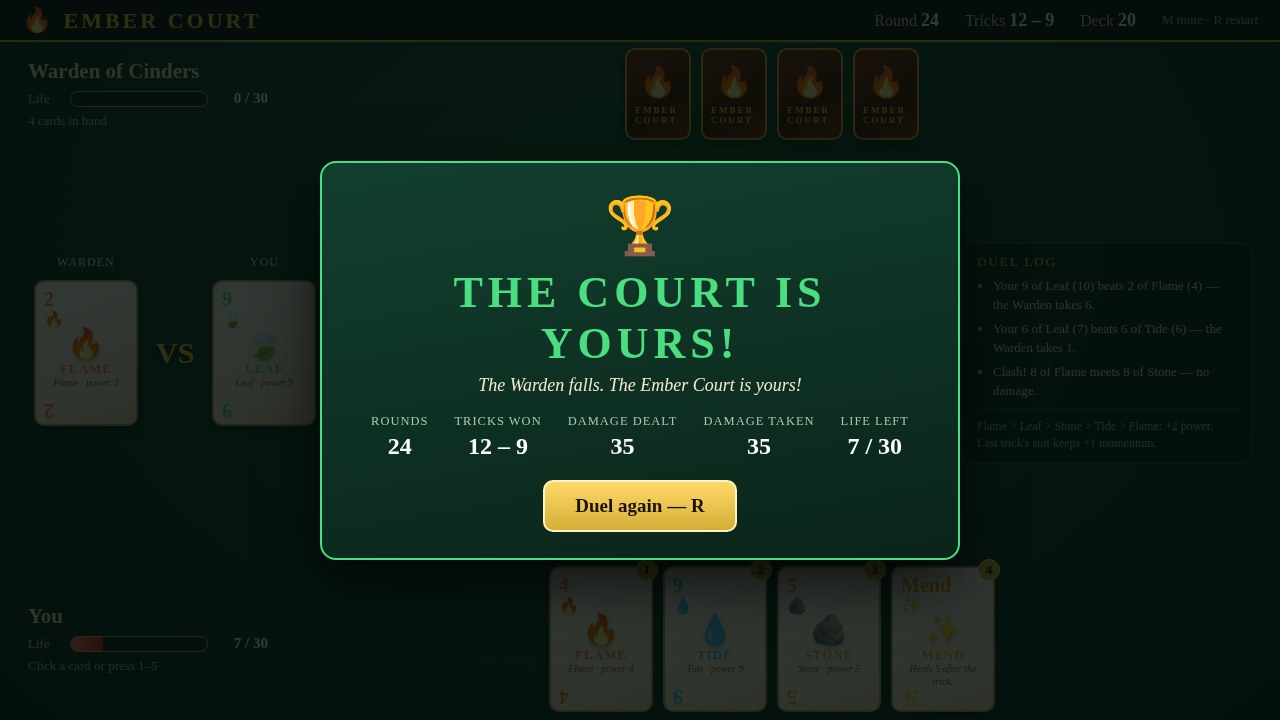 EMBER COURT
Round 24 Tricks 12 – 9 Deck 20 M mute · R restart
Warden of Cinders
Life 0 / 30
4 cards in hand
EMBER COURT
EMBER COURT
EMBER COURT
EMBER COURT
THE COURT IS
YOURS!
The Warden falls. The Ember Court is yours!
ROUNDS TRICKS WON DAMAGE DEALT DAMAGE TAKEN LIFE LEFT
24 12 – 9 35 35 7 / 30
Duel again — R
WARDEN
2
FLAME
Flame · power 2
2
VS
YOU
9
LEAF
Leaf · power 9
9
DUEL LOG
• Your 9 of Leaf (10) beats 2 of Flame (4) —
the Warden takes 6.
• Your 6 of Leaf (7) beats 6 of Tide (6) — the
Warden takes 1.
• Clash! 8 of Flame meets 8 of Stone — no
damage.
Flame > Leaf > Stone > Tide > Flame: +2 power.
Last trick's suit keeps +1 momentum.
You
Life 7 / 30
Click a card or press 1–5
1
4
FLAME
Flame · power 4
4
2
9
TIDE
Tide · power 9
9
3
5
STONE
Stone · power 5
5
4
Mend
MEND
Heals 5 after the
trick